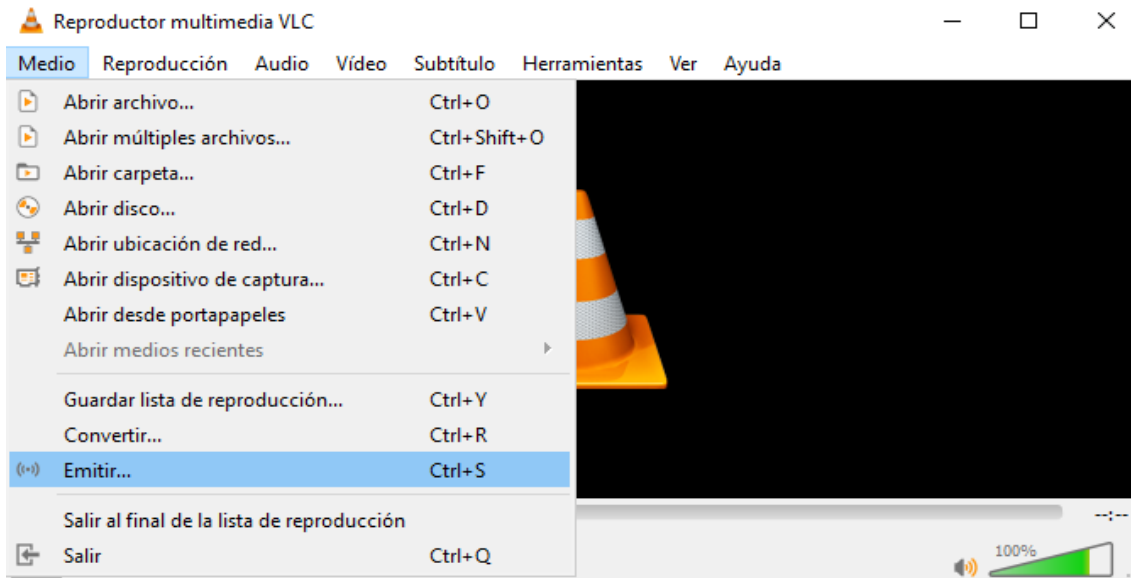 Reproductor multimedia VLC
Medio Reproducción Audio Vídeo Subtítulo Herramientas Ver Ayuda
Abrir archivo... Ctrl+O
Abrir múltiples archivos... Ctrl+Shift+O
Abrir carpeta... Ctrl+F
Abrir disco... Ctrl+D
Abrir ubicación de red... Ctrl+N
Abrir dispositivo de captura... Ctrl+C
Abrir desde portapapeles Ctrl+V
Abrir medios recientes
Guardar lista de reproducción... Ctrl+Y
Convertir... Ctrl+R
Emitir... Ctrl+S
Salir al final de la lista de reproducción
--:--
Salir Ctrl+Q
100%